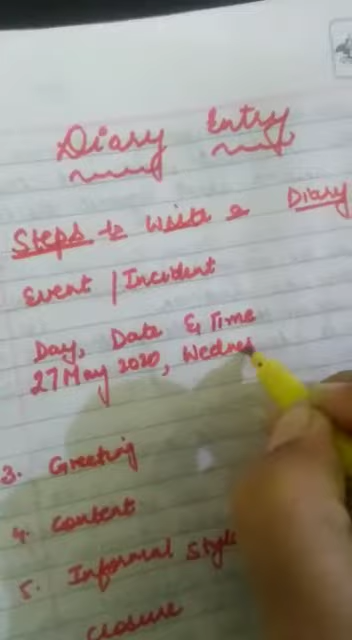 Diary Entry
Steps to Write a Diary
Event / Incident
Day, Date & Time
27 May 2020, Wednes
3. Greeting
4. Content
5. Informal Style
Closure